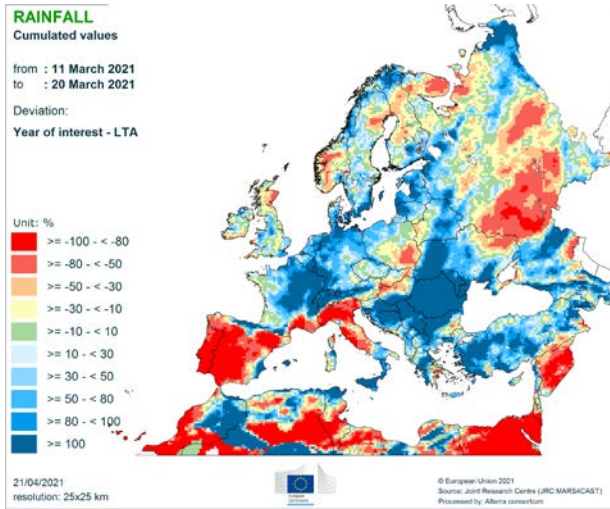 RAINFALL
Cumulated values
from : 11 March 2021
to : 20 March 2021
Deviation:
Year of interest - LTA
Unit: %
>= -100 - < -80
>= -80 - < -50
>= -50 - < -30
>= -30 - < -10
>= -10 - < 10
>= 10 - < 30
>= 30 - < 50
>= 50 - < 80
>= 80 - < 100
>= 100
21/04/2021
resolution: 25x25 km
European
Commission
© European Union 2021
Source: Joint Research Centre (JRC MARS4CAST)
Processed by: Alterra consortium